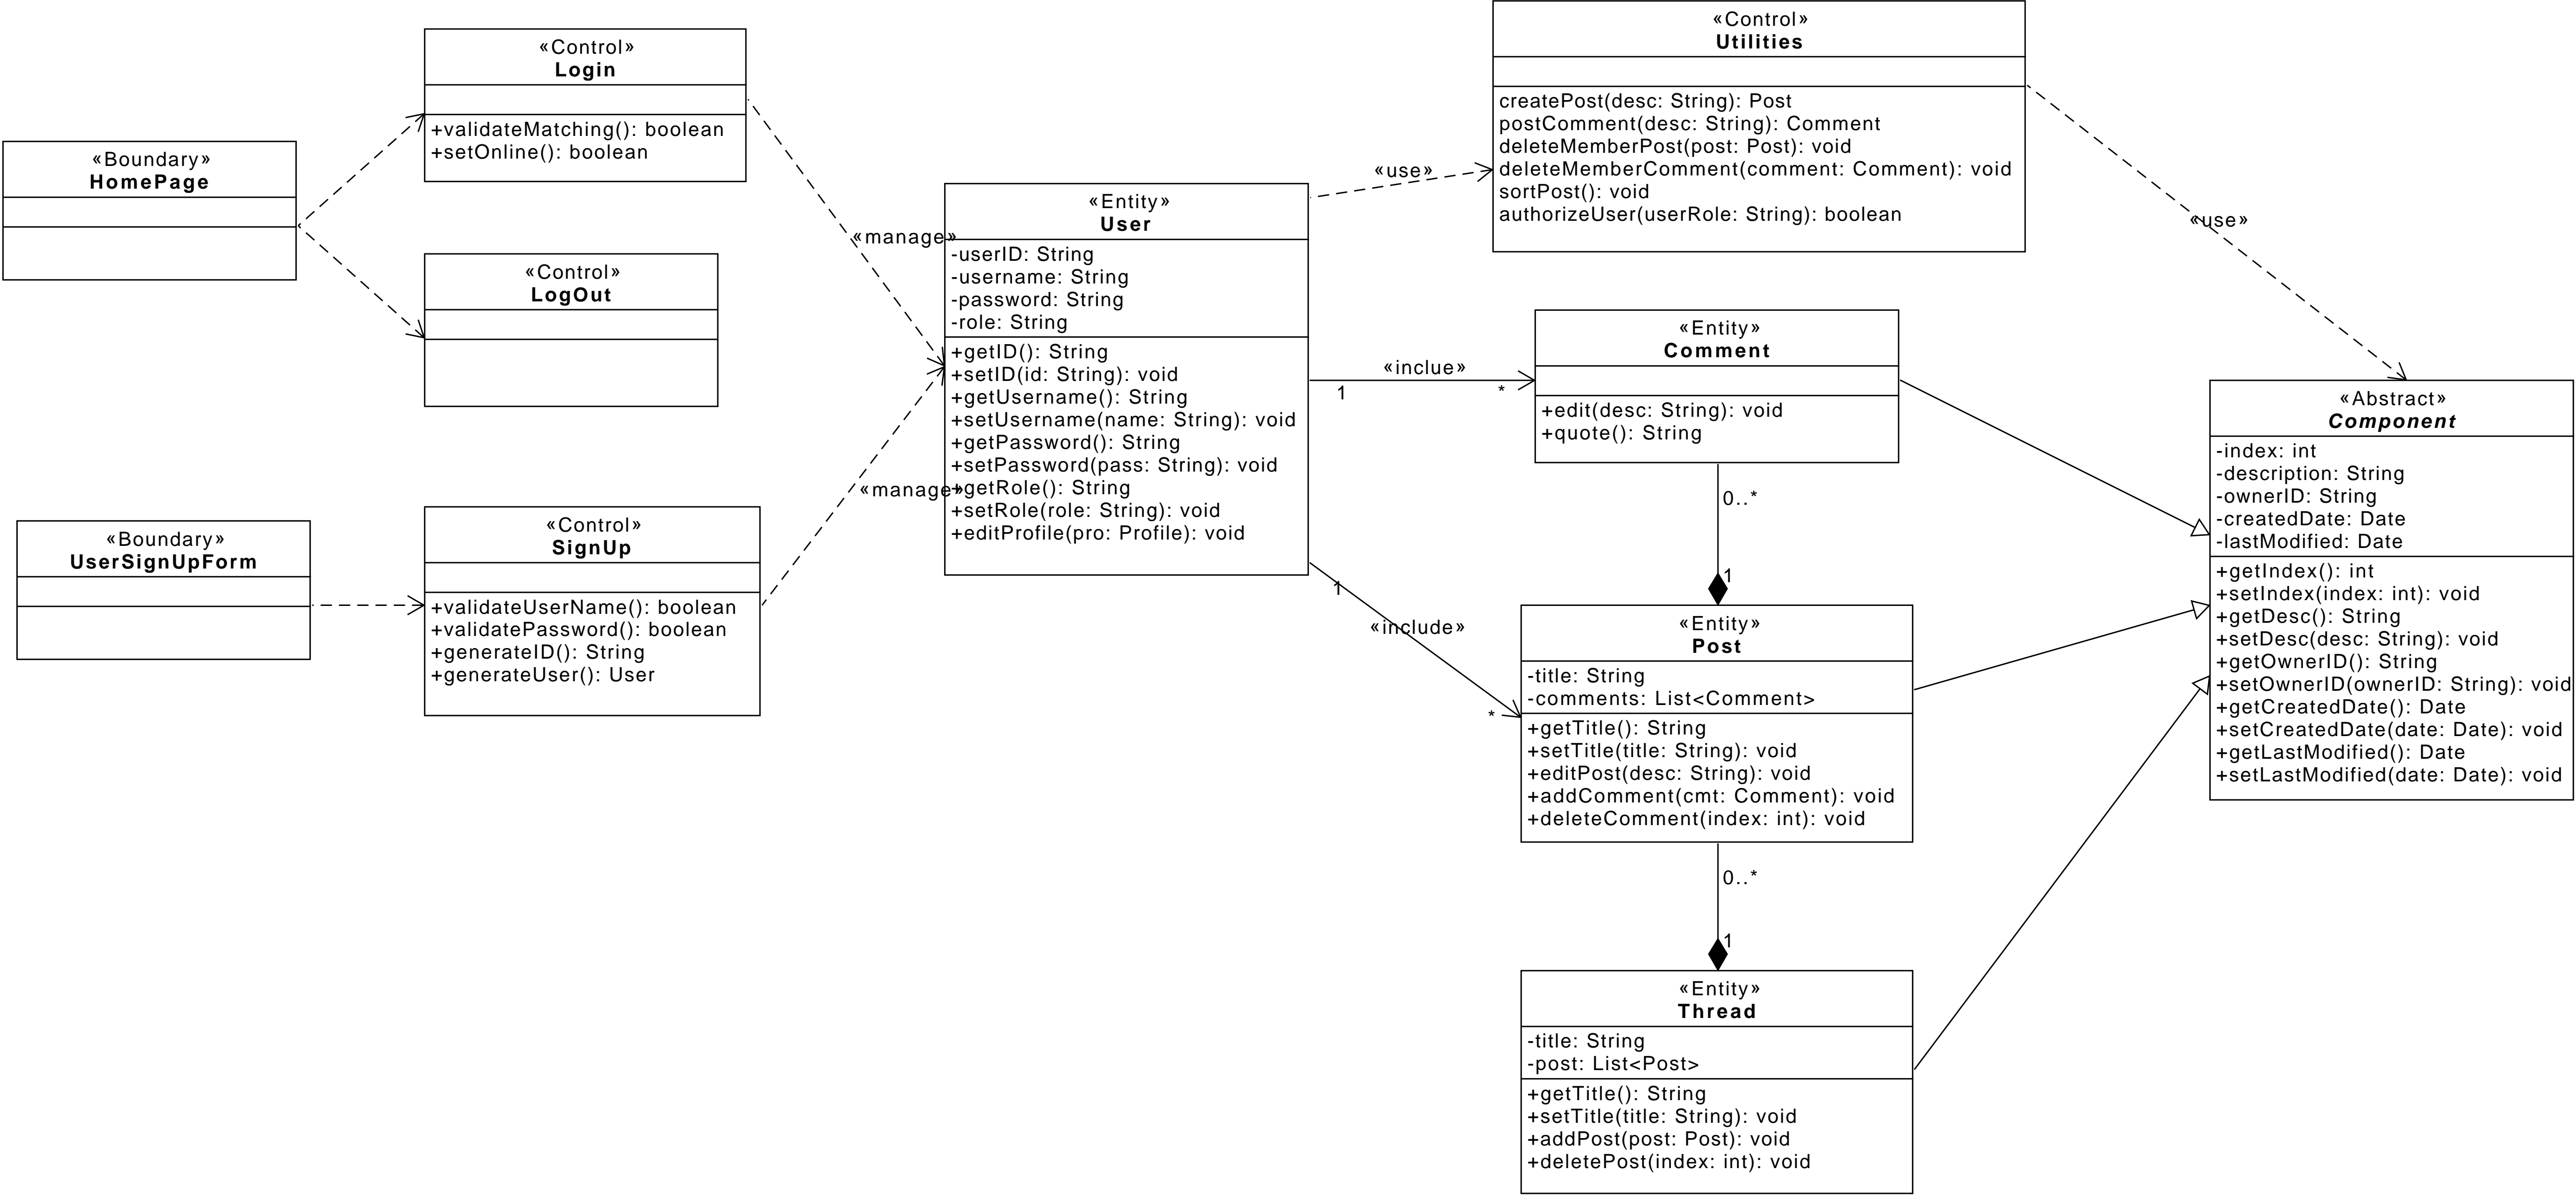 «Control»
Login
+validateMatching(): boolean
+setOnline(): boolean
«Boundary»
HomePage
«Control»
LogOut
«Boundary»
UserSignUpForm
«Control»
SignUp
+validateUserName(): boolean
+validatePassword(): boolean
+generateID(): String
+generateUser(): User
«manage»
«manage»
«Entity»
User
-userID: String
-username: String
-password: String
-role: String
+getID(): String
+setID(id: String): void
+getUsername(): String
+setUsername(name: String): void
+getPassword(): String
+setPassword(pass: String): void
+getRole(): String
+setRole(role: String): void
+editProfile(pro: Profile): void
«use»
«Control»
Utilities
createPost(desc: String): Post
postComment(desc: String): Comment
deleteMemberPost(post: Post): void
deleteMemberComment(comment: Comment): void
sortPost(): void
authorizeUser(userRole: String): boolean
«use»
«inclue»
1
*
«Entity»
Comment
+edit(desc: String): void
+quote(): String
0..*
1
1
«include»
*
«Entity»
Post
-title: String
-comments: List<Comment>
+getTitle(): String
+setTitle(title: String): void
+editPost(desc: String): void
+addComment(cmt: Comment): void
+deleteComment(index: int): void
0..*
1
«Entity»
Thread
-title: String
-post: List<Post>
+getTitle(): String
+setTitle(title: String): void
+addPost(post: Post): void
+deletePost(index: int): void
«Abstract»
Component
-index: int
-description: String
-ownerID: String
-createdDate: Date
-lastModified: Date
+getIndex(): int
+setIndex(index: int): void
+getDesc(): String
+setDesc(desc: String): void
+getOwnerID(): String
+setOwnerID(ownerID: String): void
+getCreatedDate(): Date
+setCreatedDate(date: Date): void
+getLastModified(): Date
+setLastModified(date: Date): void